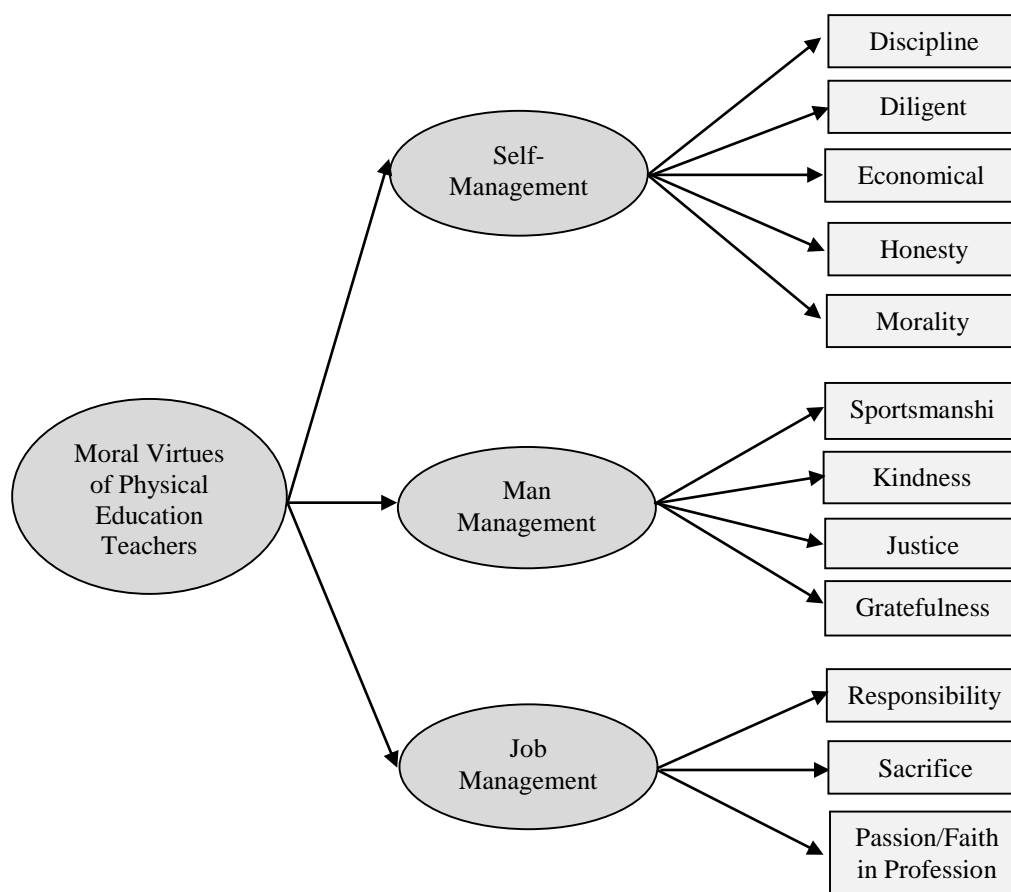 Moral Virtues
of Physical
Education
Teachers
Self-
Management
Discipline
Diligent
Economical
Honesty
Morality
Man
Management
Sportsmanshi
Kindness
Justice
Gratefulness
Job
Management
Responsibility
Sacrifice
Passion/Faith
in Profession